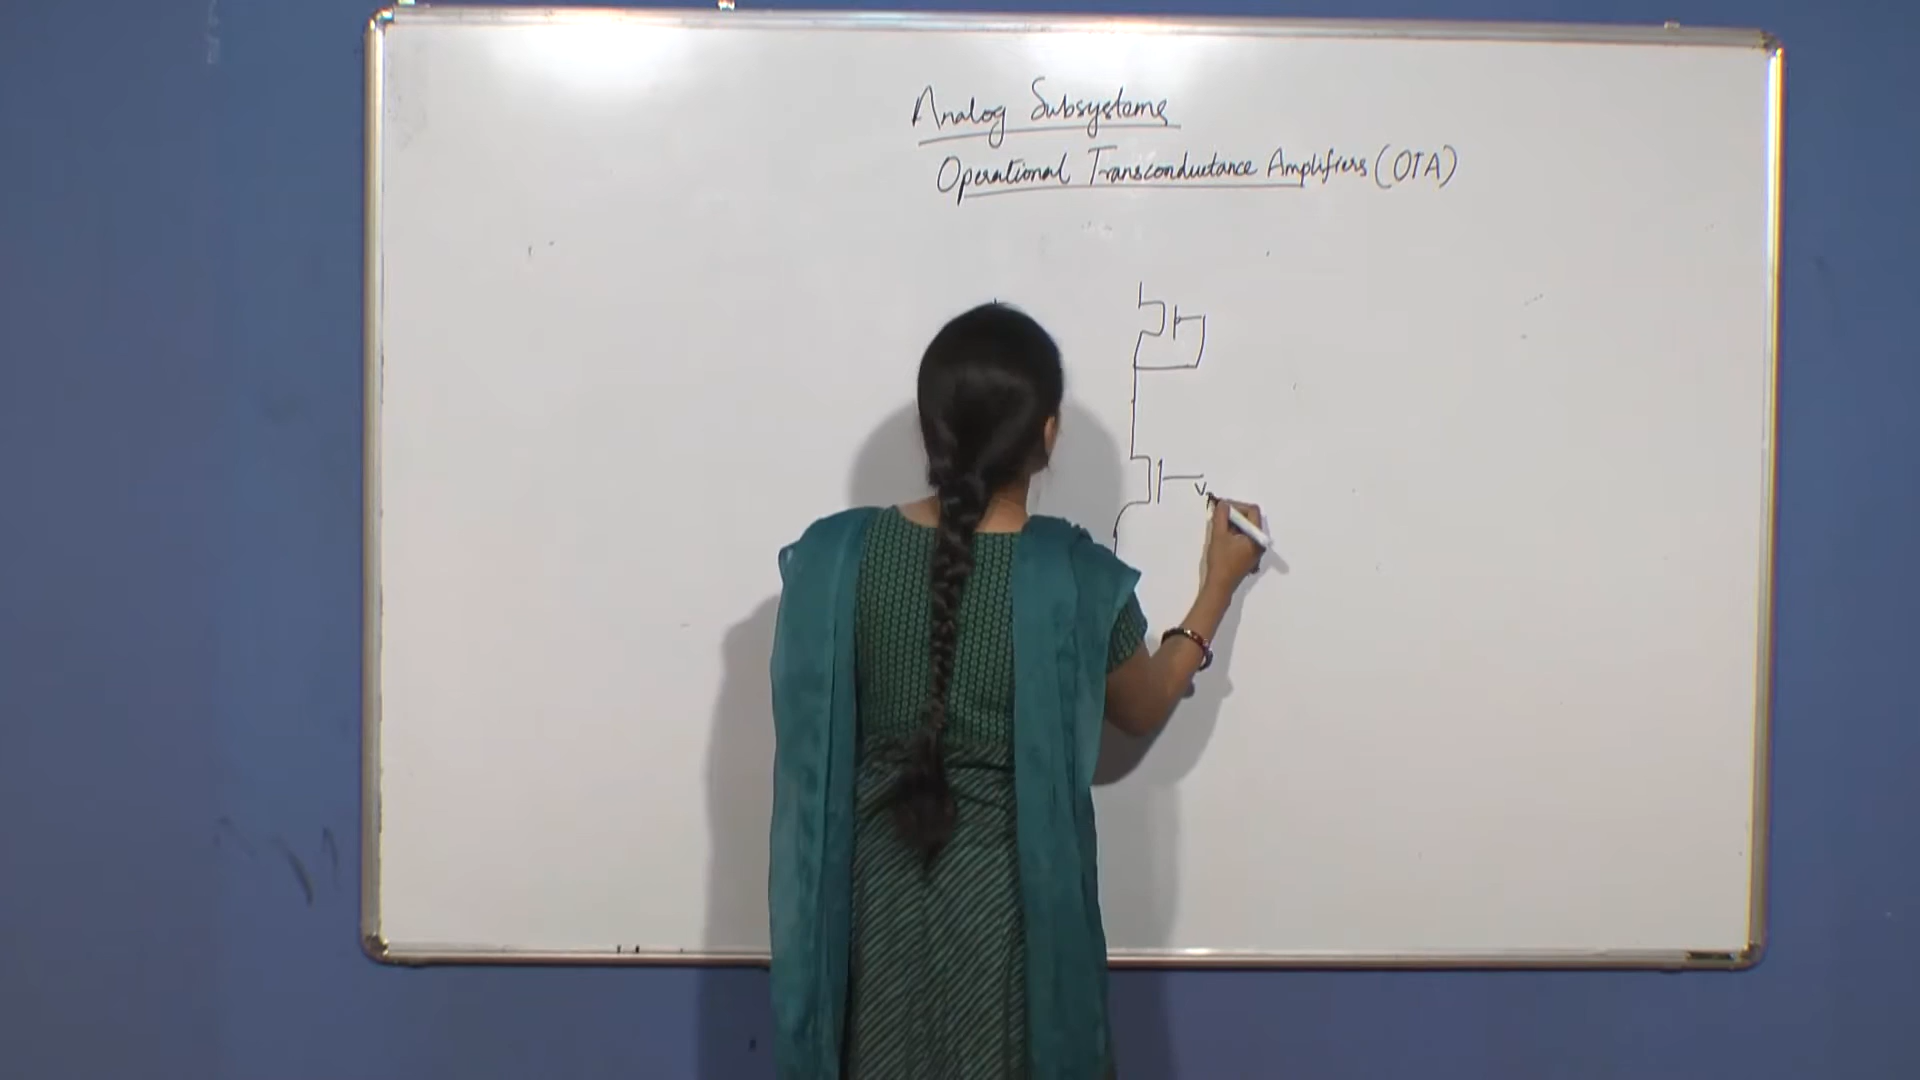 Analog Subsystems
Operational Transconductance Amplifiers (OTA)
V